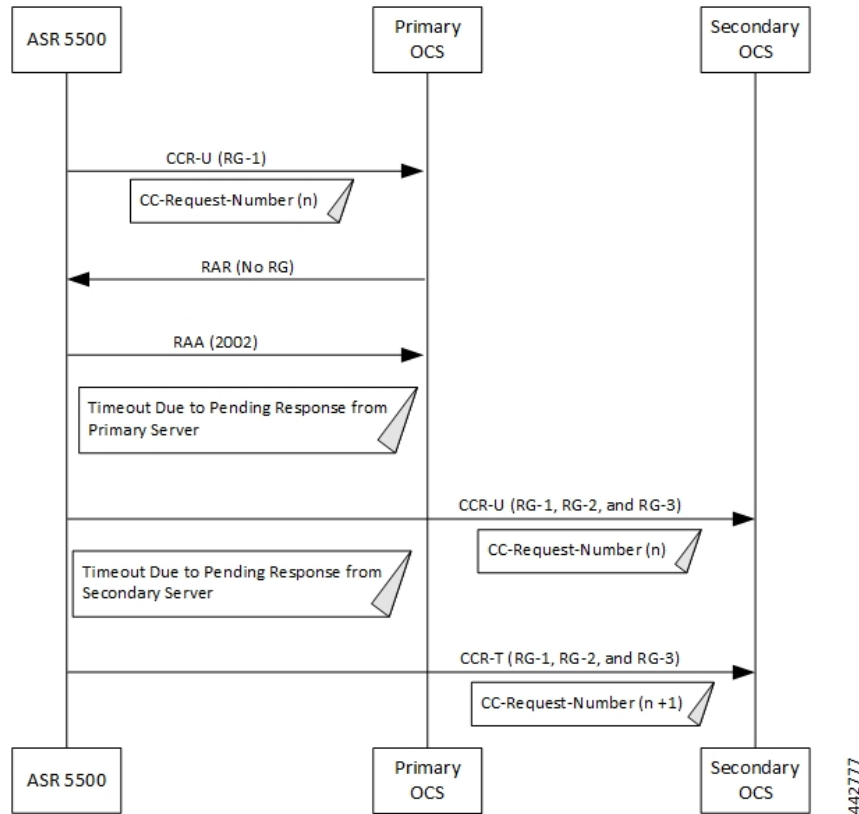 ASR 5500
Primary
OCS
Secondary
OCS
CCR-U (RG-1)
CC-Request-Number (n)
RAR (No RG)
RAA (2002)
Timeout Due to Pending Response from
Primary Server
CCR-U (RG-1, RG-2, and RG-3)
CC-Request-Number (n)
Timeout Due to Pending Response from
Secondary Server
CCR-T (RG-1, RG-2, and RG-3)
CC-Request-Number (n +1)
ASR 5500
Primary
OCS
Secondary
OCS
442777